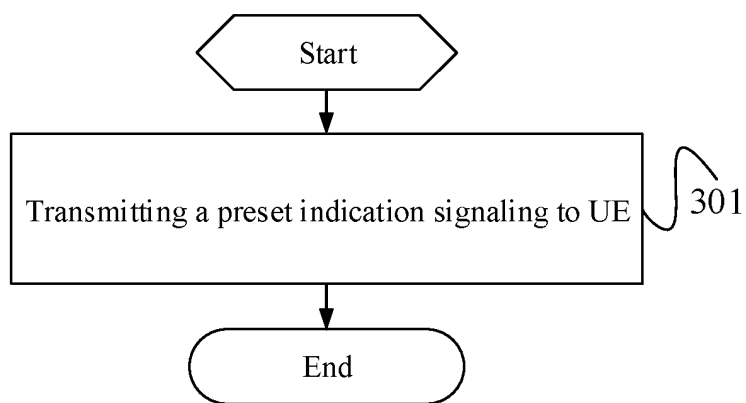 Start
Transmitting a preset indication signaling to UE
301
End